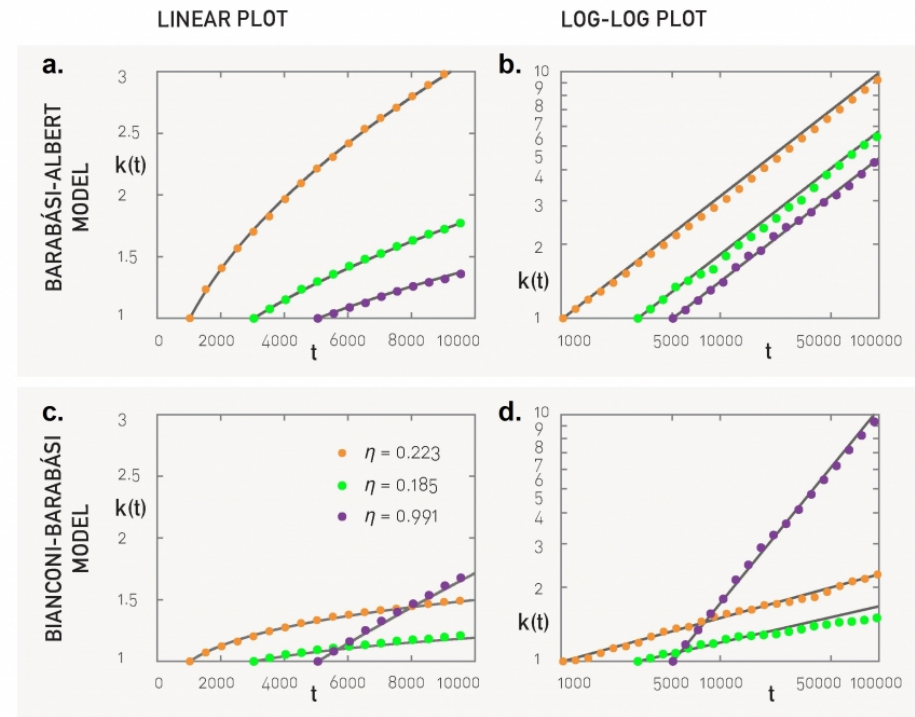 LINEAR PLOT
LOG-LOG PLOT
BARABÁSI-ALBERT
MODEL
a.
3
2.5
k(t)
2
1.5
1
0
2000
4000
6000
8000
10000
t
b.
10
9
8
7
6
5
4
3
2
k(t)
1
1000
5000
10000
50000
100000
t
BIANCONI-BARABÁSI
MODEL
c.
3
2.5
k(t)
2
1.5
1
η = 0.223
η = 0.185
η = 0.991
0
2000
4000
6000
8000
10000
t
d.
10
9
8
7
6
5
4
3
2
k(t)
1
1000
5000
10000
50000
100000
t